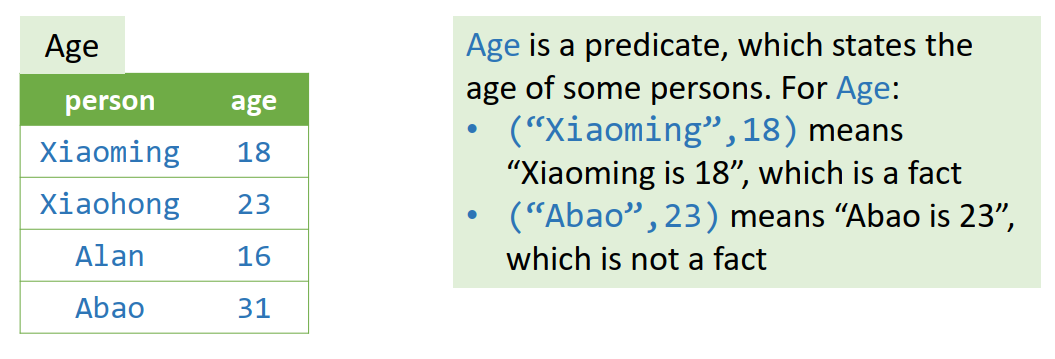 Age
person age
Xiaoming 18
Xiaohong 23
Alan 16
Abao 31
Age is a predicate, which states the
age of some persons. For Age:
• (“Xiaoming”,18) means
“Xiaoming is 18”, which is a fact
• (“Abao”,23) means “Abao is 23”,
which is not a fact